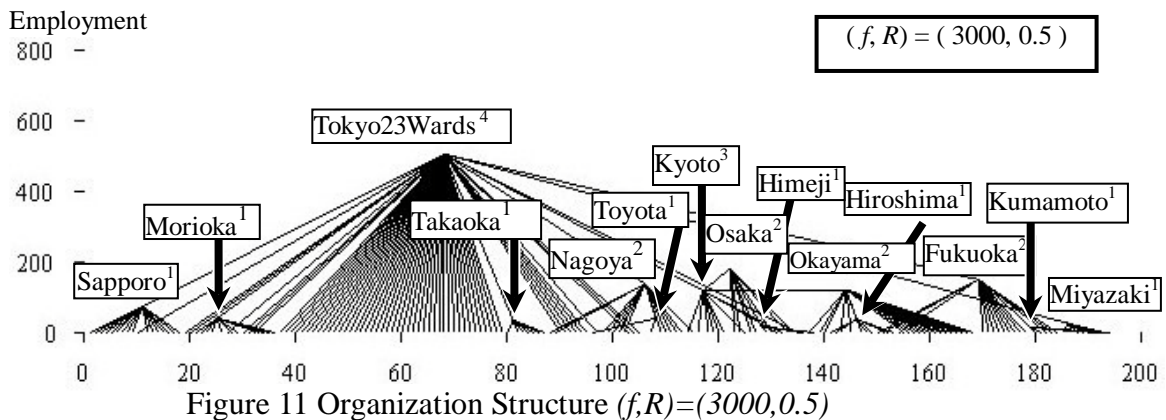 Employment
800
( f, R) = ( 3000, 0.5 )
600
Tokyo23Wards 4
400
Kyoto3
Himeji1
Hiroshima1
Kumamoto1
Morioka1
Takaoka1
Toyota1
Osaka2
200
Sapporo1
Nagoya2
Okayama2
Fukuoka2
Miyazaki1
0
0 20 40 60 80 100 120 140 160 180 200
Figure 11 Organization Structure (f,R)=(3000,0.5)